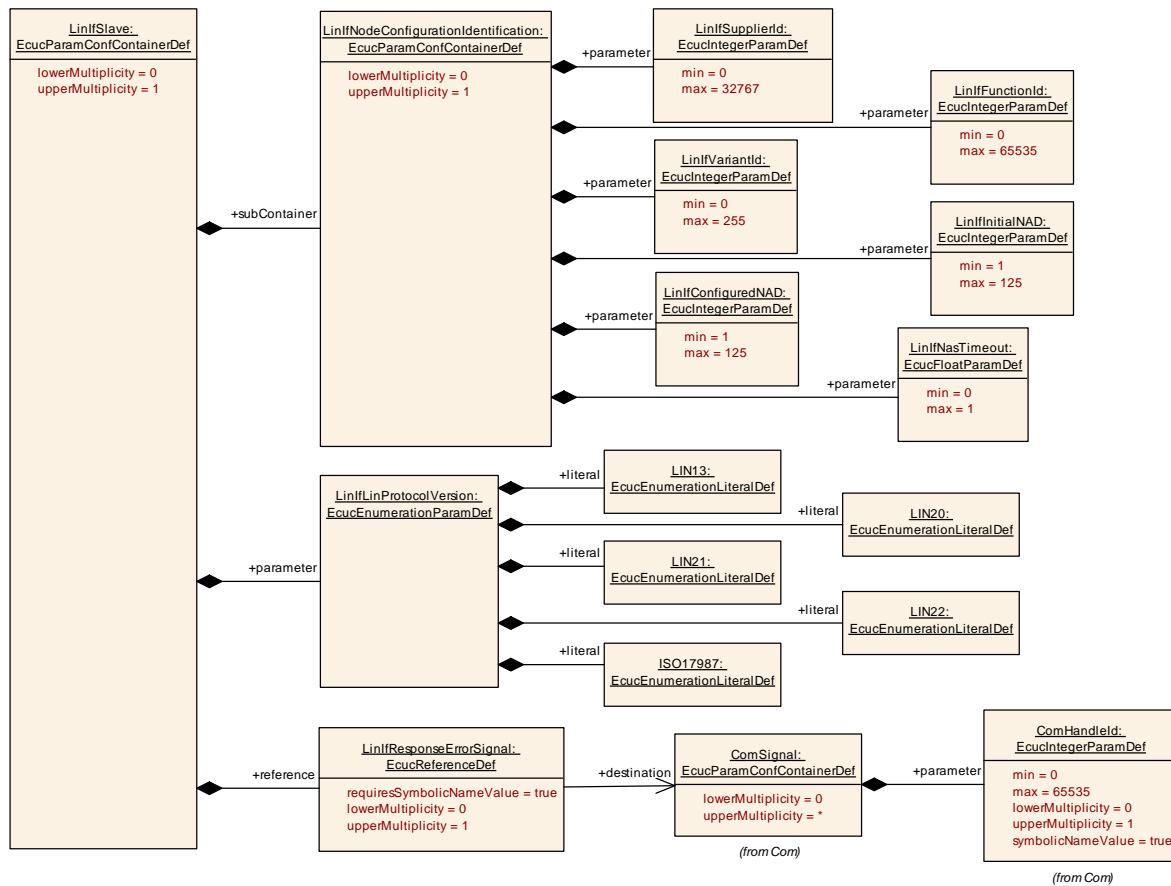 LinIfSlave:
EcucParamConfContainerDef
lowerMultiplicity = 0
upperMultiplicity = 1
+subContainer
LinIfNodeConfigurationIdentification:
EcucParamConfContainerDef
lowerMultiplicity = 0
upperMultiplicity = 1
+parameter
LinIfSupplierId:
EcucIntegerParamDef
min = 0
max = 32767
+parameter
LinIfFunctionId:
EcucIntegerParamDef
min = 0
max = 65535
+parameter
LinIfVariantId:
EcucIntegerParamDef
min = 0
max = 255
+parameter
LinIfInitialNAD:
EcucIntegerParamDef
min = 1
max = 125
+parameter
LinIfConfiguredNAD:
EcucIntegerParamDef
min = 1
max = 125
+parameter
LinIfNasTimeout:
EcucFloatParamDef
min = 0
max = 1
+parameter
LinIfLinProtocolVersion:
EcucEnumerationParamDef
+literal
LIN13:
EcucEnumerationLiteralDef
+literal
LIN20:
EcucEnumerationLiteralDef
+literal
LIN21:
EcucEnumerationLiteralDef
+literal
LIN22:
EcucEnumerationLiteralDef
+literal
ISO17987:
EcucEnumerationLiteralDef
+reference
LinIfResponseErrorSignal:
EcucReferenceDef
requiresSymbolicNameValue = true
lowerMultiplicity = 0
upperMultiplicity = 1
+destination
ComSignal:
EcucParamConfContainerDef
lowerMultiplicity = 0
upperMultiplicity = *
(from Com)
+parameter
ComHandleId:
EcucIntegerParamDef
min = 0
max = 65535
lowerMultiplicity = 0
upperMultiplicity = 1
symbolicNameValue = true
(from Com)